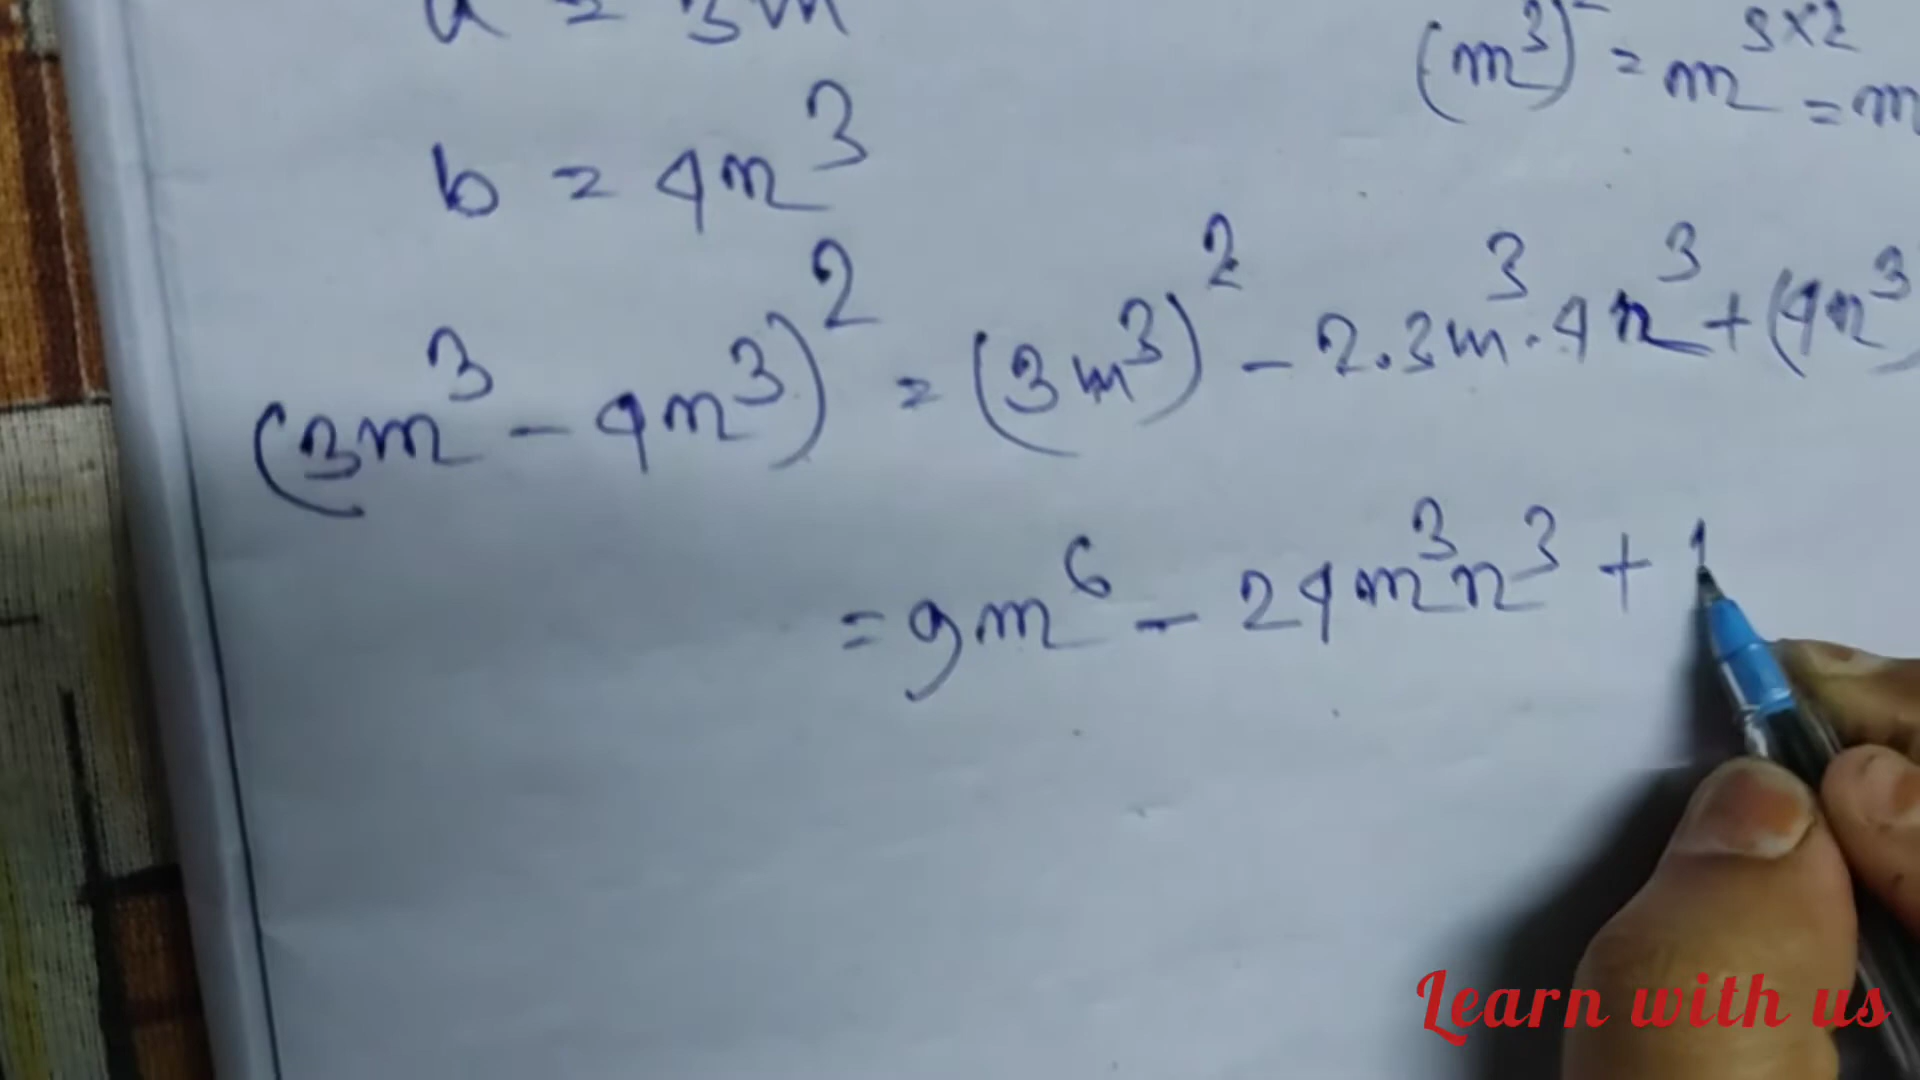 a = 3m
b = 4n³
(m³)² = m³ˣ² = m
(3m³ - 4n³)² = (3m³)² - 2.3m³.4n³ + (4n³)
= 9m⁶ - 24m³n³ + 1
Learn with us